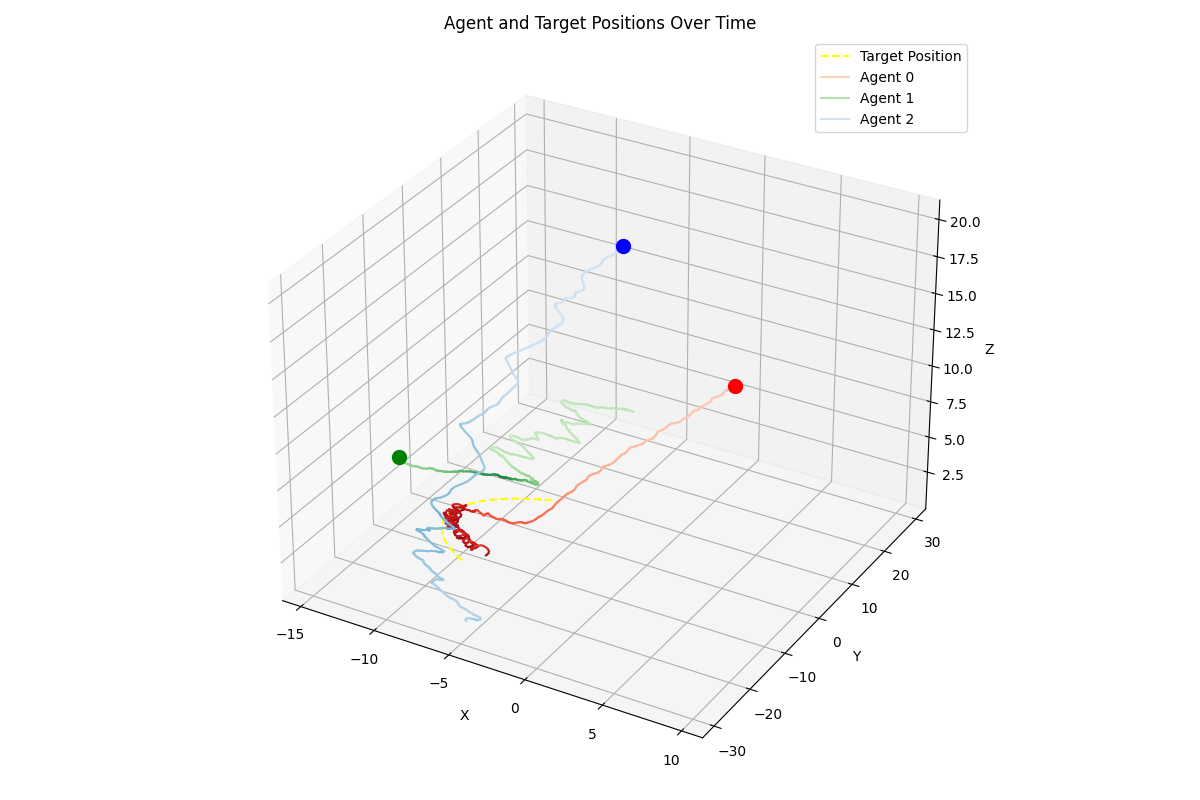 Agent and Target Positions Over Time
Target Position
Agent 0
Agent 1
Agent 2
20.0
17.5
15.0
12.5
10.0
7.5
5.0
2.5
Z
30
20
10
0
−10
−20
−30
Y
−15
−10
−5
0
5
10
X